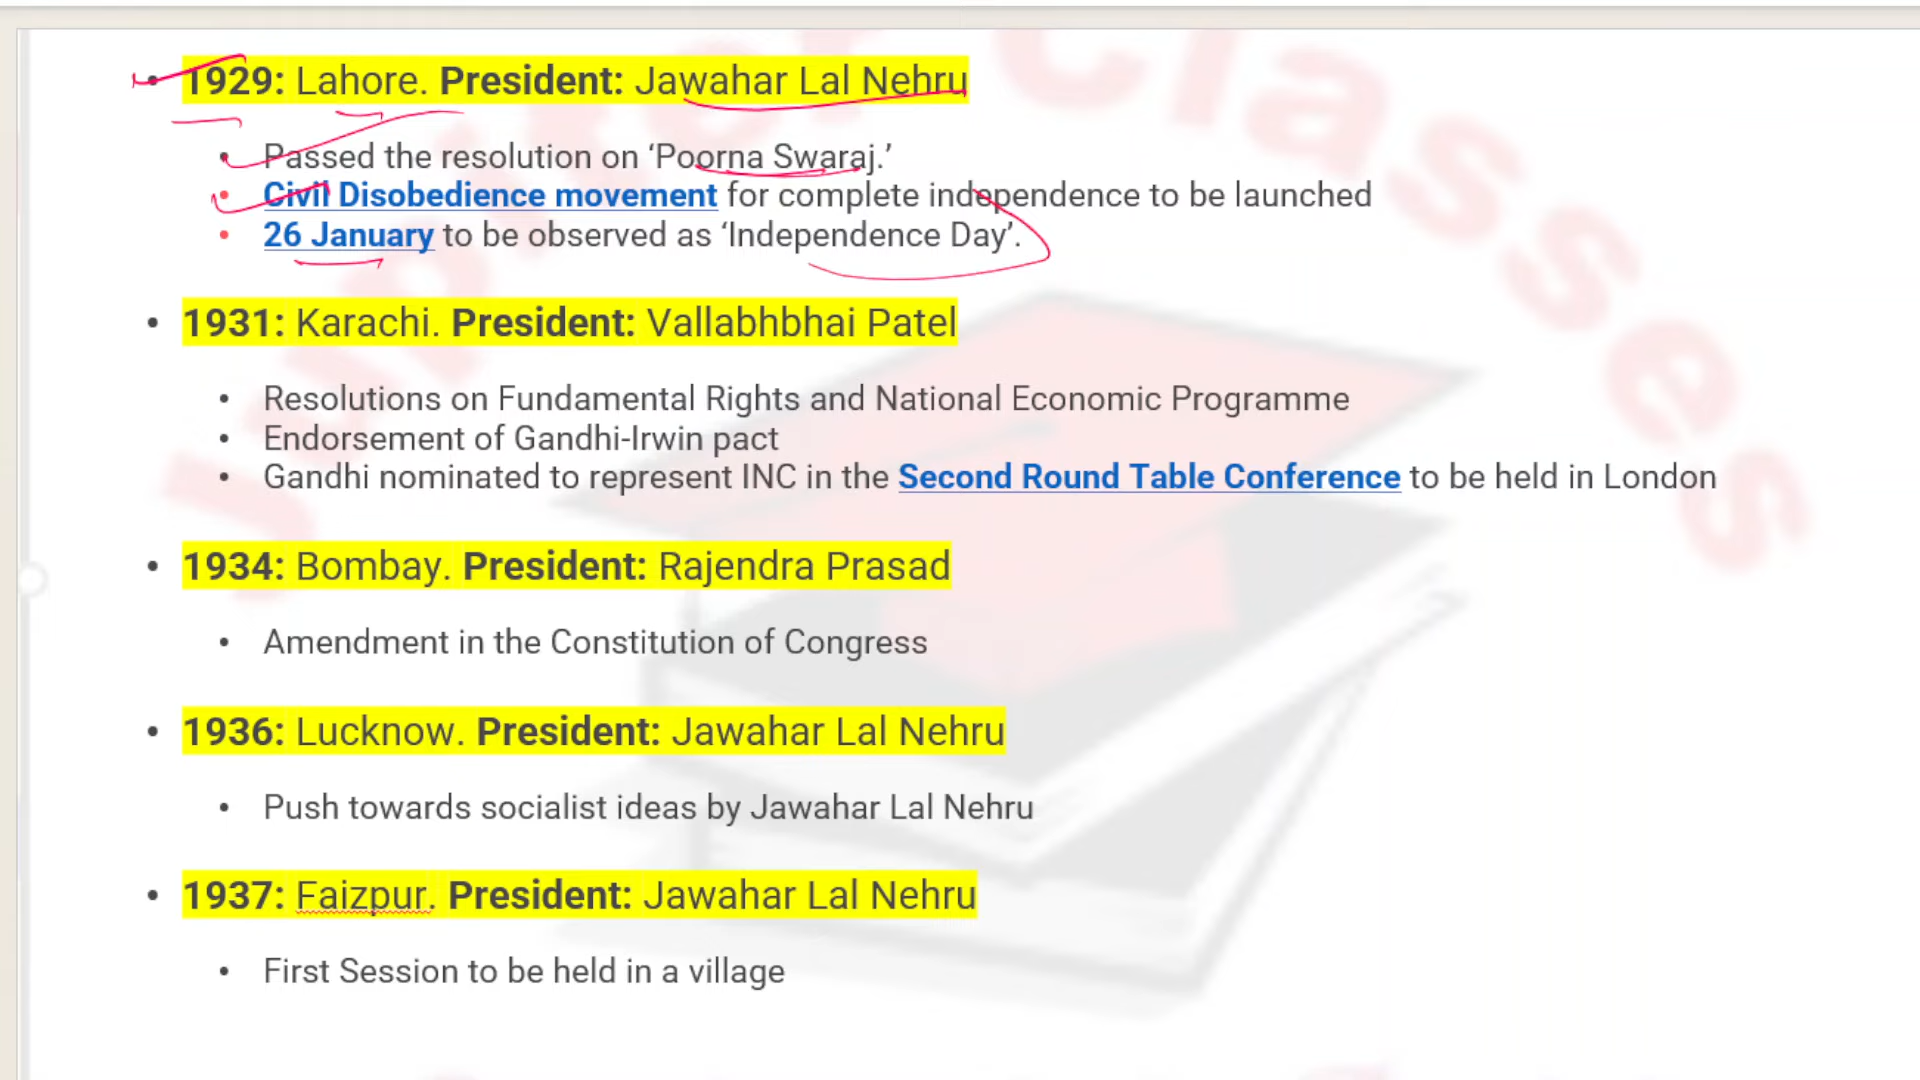 Jupiter Classes
• 1929: Lahore. President: Jawahar Lal Nehru
• Passed the resolution on ‘Poorna Swaraj.’
• Civil Disobedience movement for complete independence to be launched
• 26 January to be observed as ‘Independence Day’.
• 1931: Karachi. President: Vallabhbhai Patel
• Resolutions on Fundamental Rights and National Economic Programme
• Endorsement of Gandhi-Irwin pact
• Gandhi nominated to represent INC in the Second Round Table Conference to be held in London
• 1934: Bombay. President: Rajendra Prasad
• Amendment in the Constitution of Congress
• 1936: Lucknow. President: Jawahar Lal Nehru
• Push towards socialist ideas by Jawahar Lal Nehru
• 1937: Faizpur. President: Jawahar Lal Nehru
• First Session to be held in a village